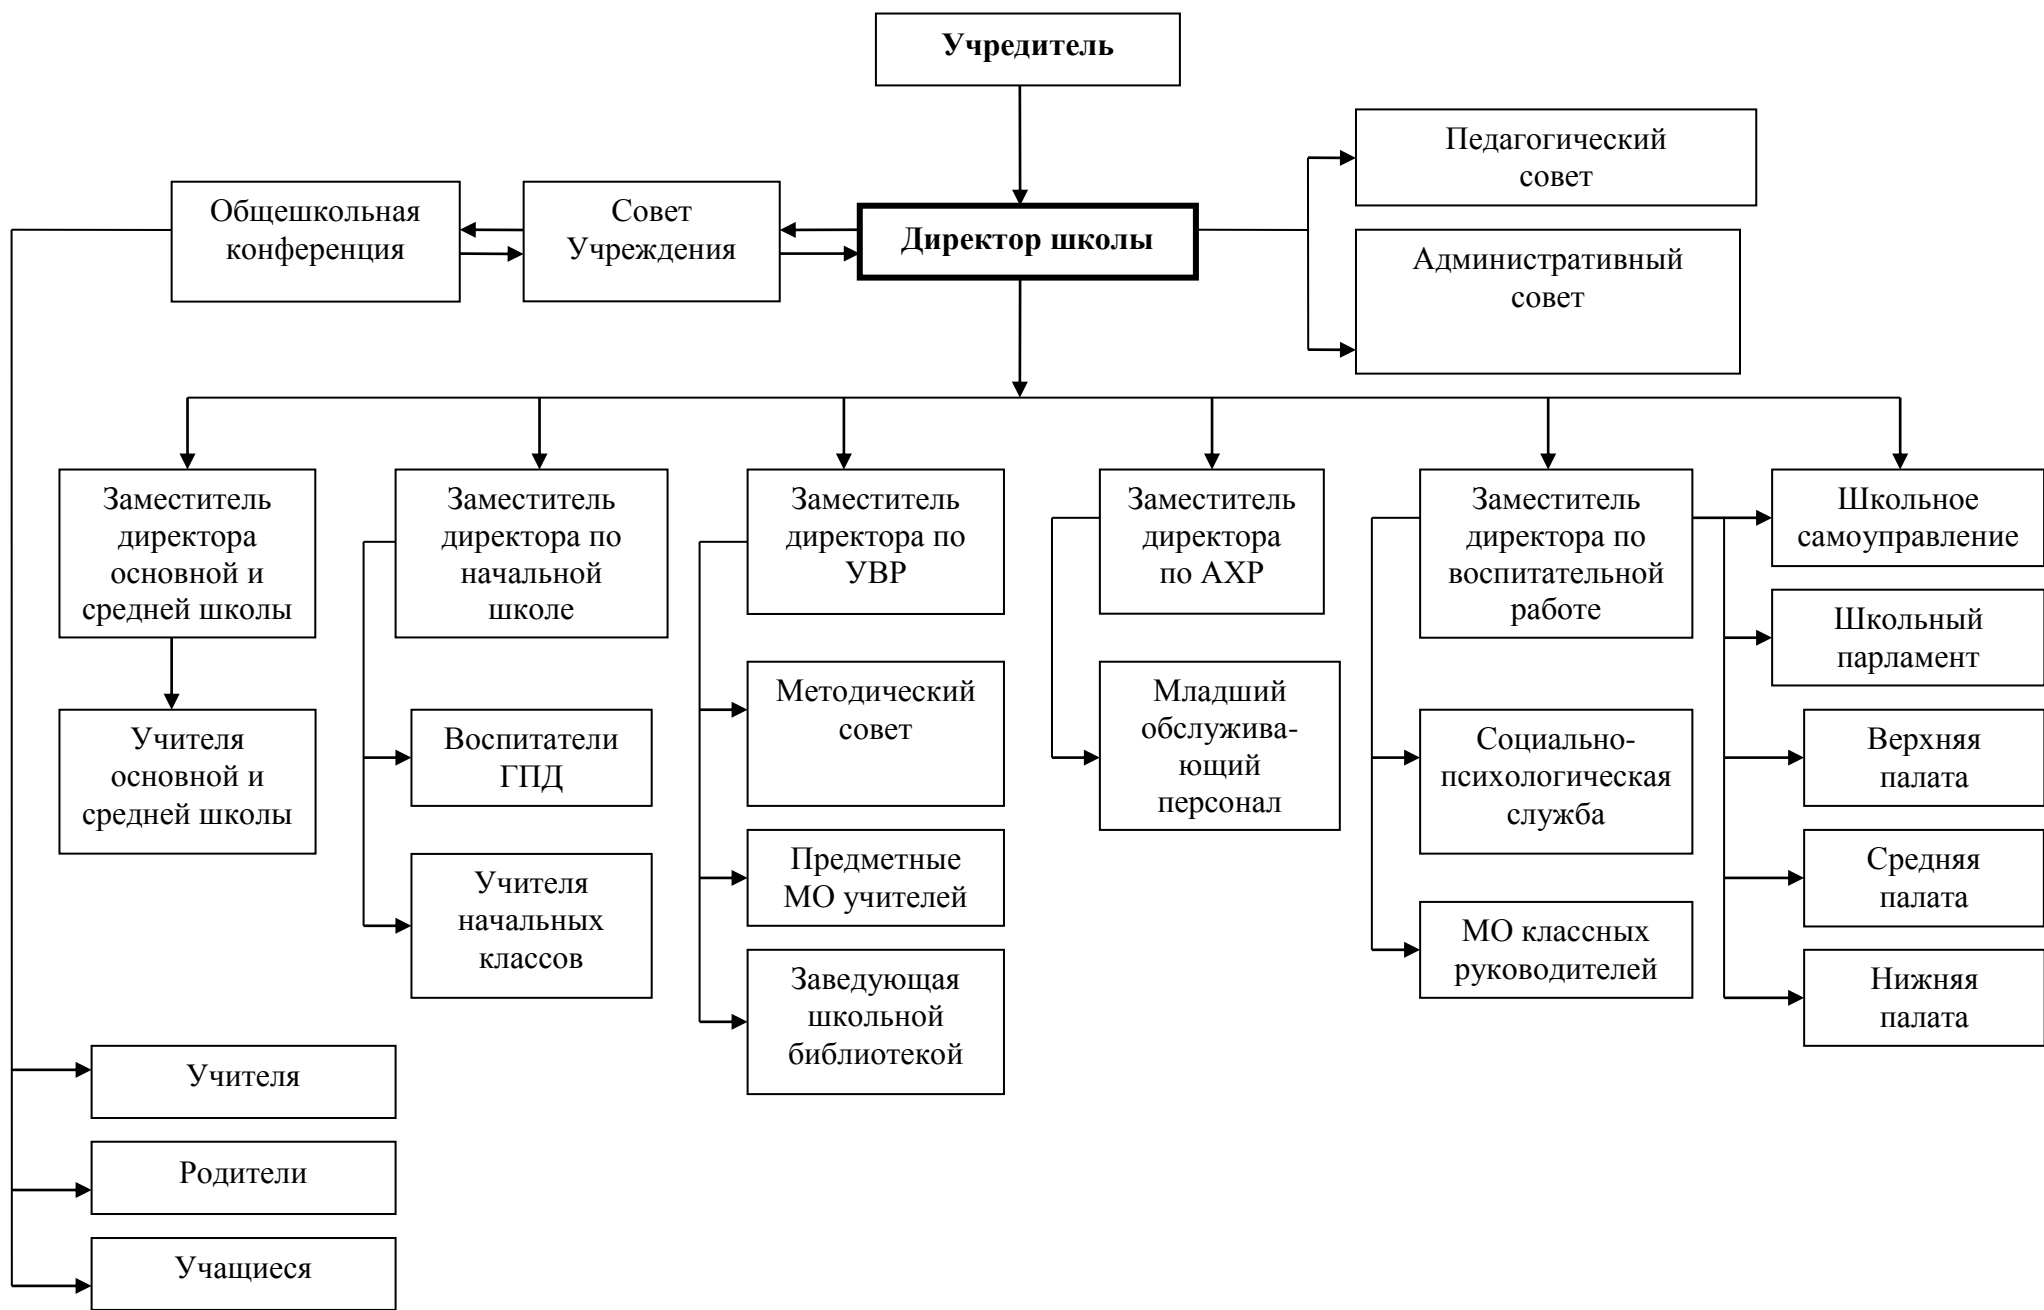 Учредитель
Педагогический
совет
Общешкольная
конференция
Совет
Учреждения
Директор школы
Административный
совет
Заместитель
директора
основной и
средней школы
Заместитель
директора по
начальной
школе
Заместитель
директора по
УВР
Заместитель
директора
по АХР
Заместитель
директора по
воспитательной
работе
Школьное
самоуправление
Школьный
парламент
Учителя
основной и
средней школы
Воспитатели
ГПД
Методический
совет
Младший
обслужива-
ющий
персонал
Социально-
психологическая
служба
Верхняя
палата
Учителя
начальных
классов
Предметные
МО учителей
Средняя
палата
МО классных
руководителей
Заведующая
школьной
библиотекой
Нижняя
палата
Учителя
Родители
Учащиеся